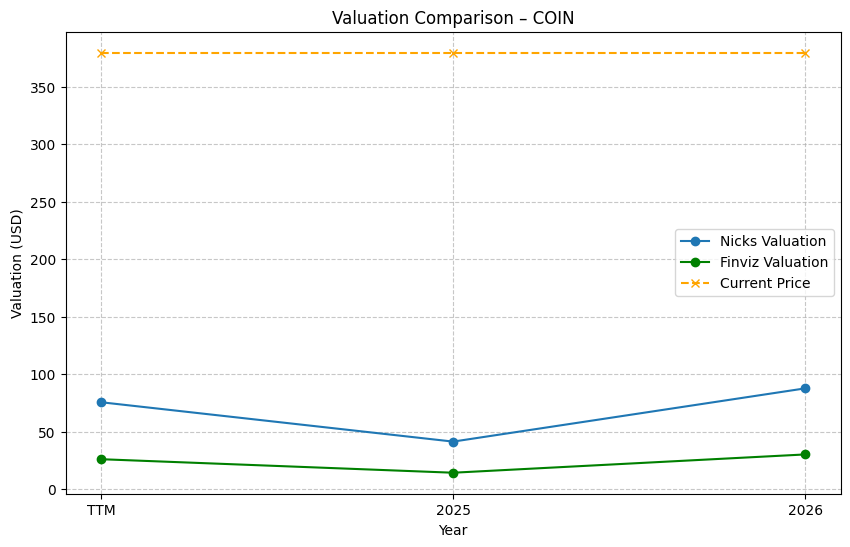 Valuation Comparison – COIN
Valuation (USD)
350
300
250
200
150
100
50
0
Nicks Valuation
Finviz Valuation
Current Price
TTM
2025
2026
Year